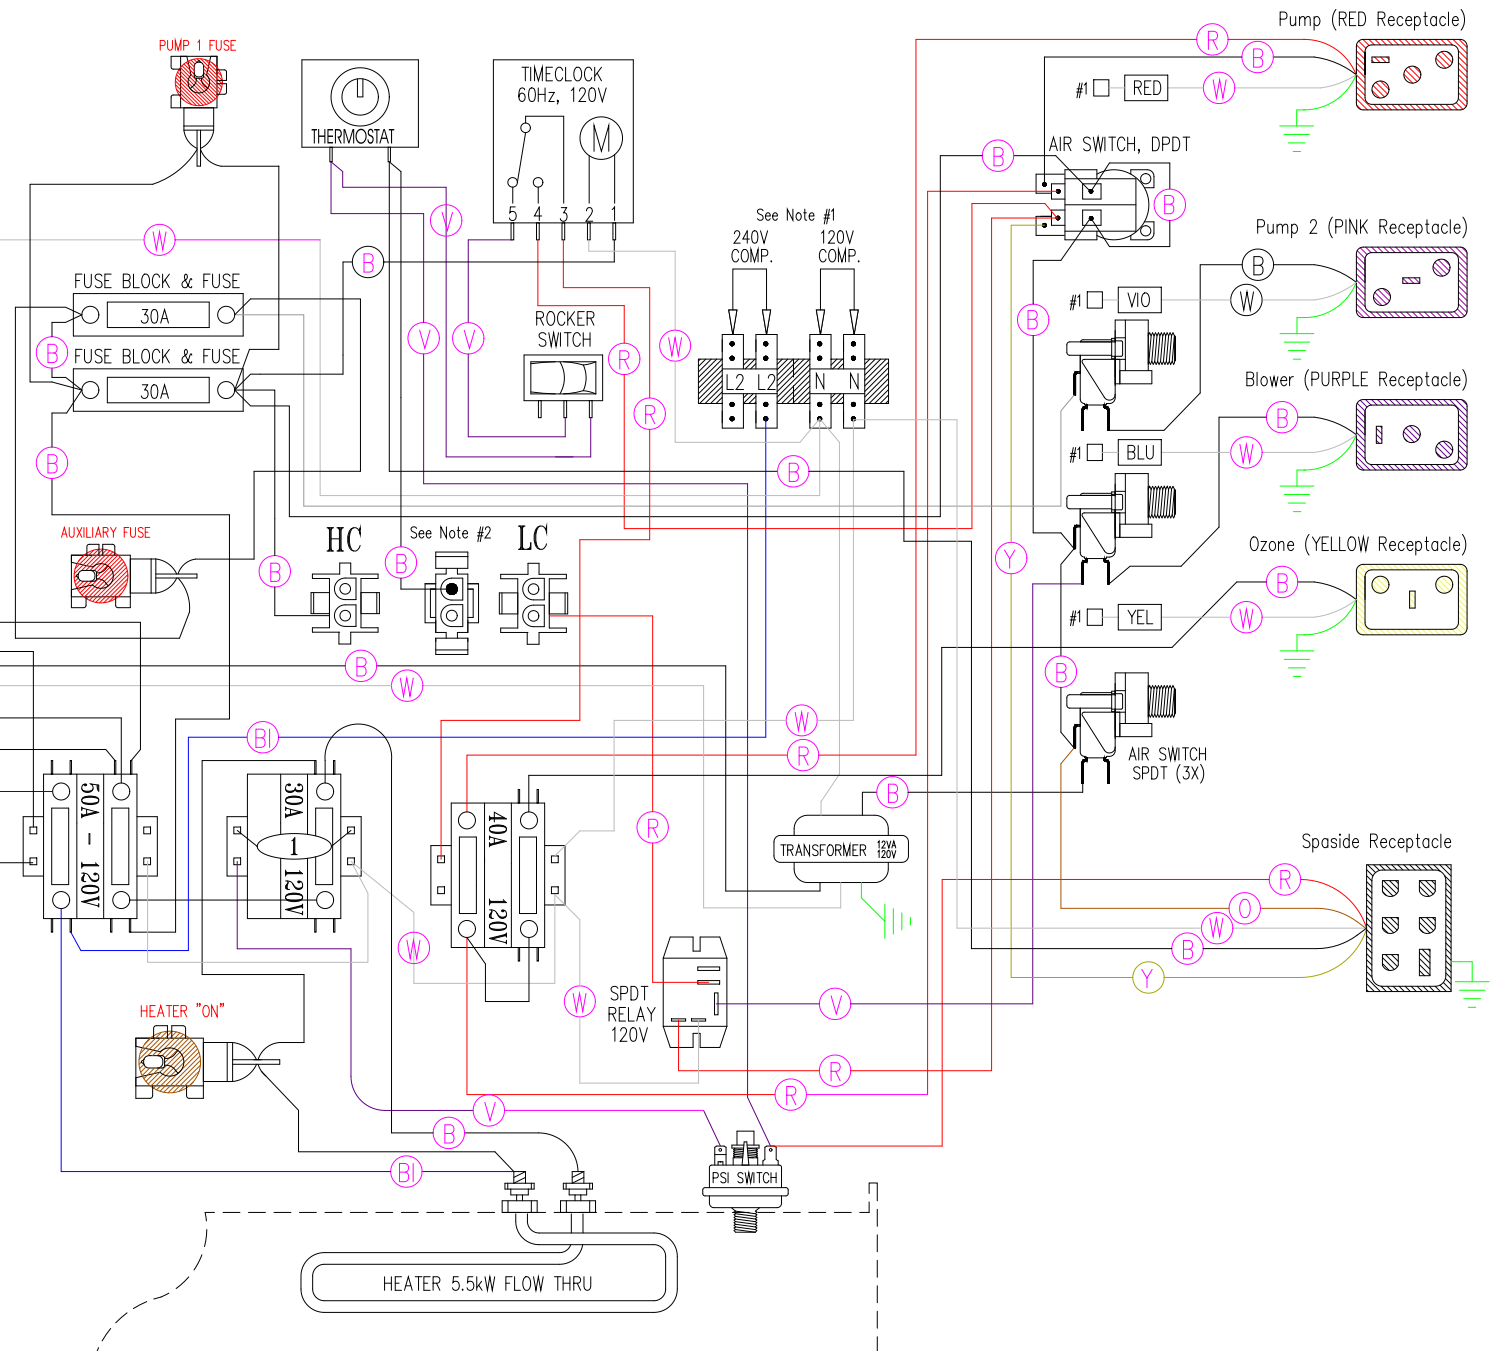 Pump (RED Receptacle)
PUMP 1 FUSE
R
B
TIMECLOCK
60Hz, 120V
#1 RED W
THERMOSTAT
M
AIR SWITCH, DPDT
B
V
5 4 3 2 1
B
See Note #1
240V
COMP.
120V
COMP.
Pump 2 (PINK Receptacle)
W
B
B
FUSE BLOCK & FUSE
30A
#1 VIO W
ROCKER
SWITCH
B
V
V
R
W
B
FUSE BLOCK & FUSE
30A
L2 L2 N N
Blower (PURPLE Receptacle)
R
B
#1 BLU W
B
B
AUXILIARY FUSE
HC
See Note #2
LC
Ozone (YELLOW Receptacle)
B
B
Y
B
#1 YEL W
B
W
B
W
BI
R
AIR SWITCH
SPDT (3X)
50A - 120V
30A 120V
1
B
40A 120V
R
TRANSFORMER
12VA
120V
Spaside Receptacle
R
O
W
B
W
Y
SPDT
RELAY
120V
W
V
HEATER "ON"
R
R
V
B
BI
PSI SWITCH
HEATER 5.5kW FLOW THRU